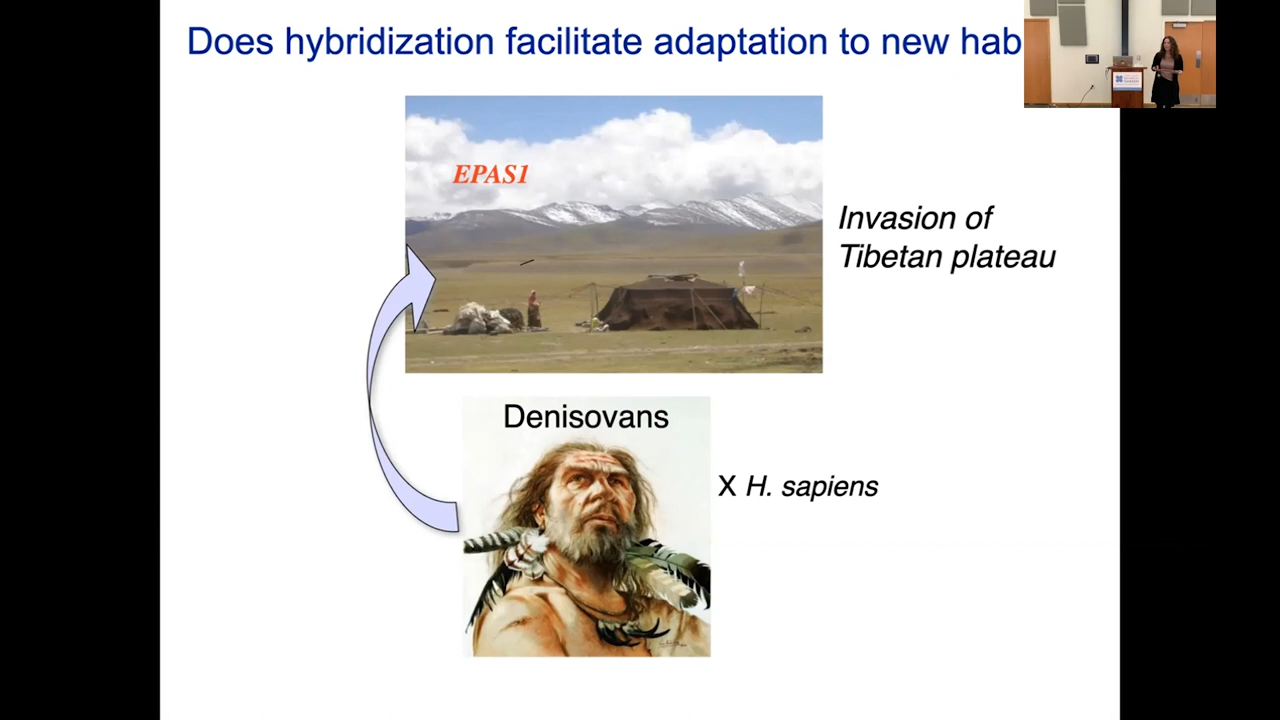 Does hybridization facilitate adaptation to new hab
EPAS1
Invasion of
Tibetan plateau
Denisovans
X H. sapiens